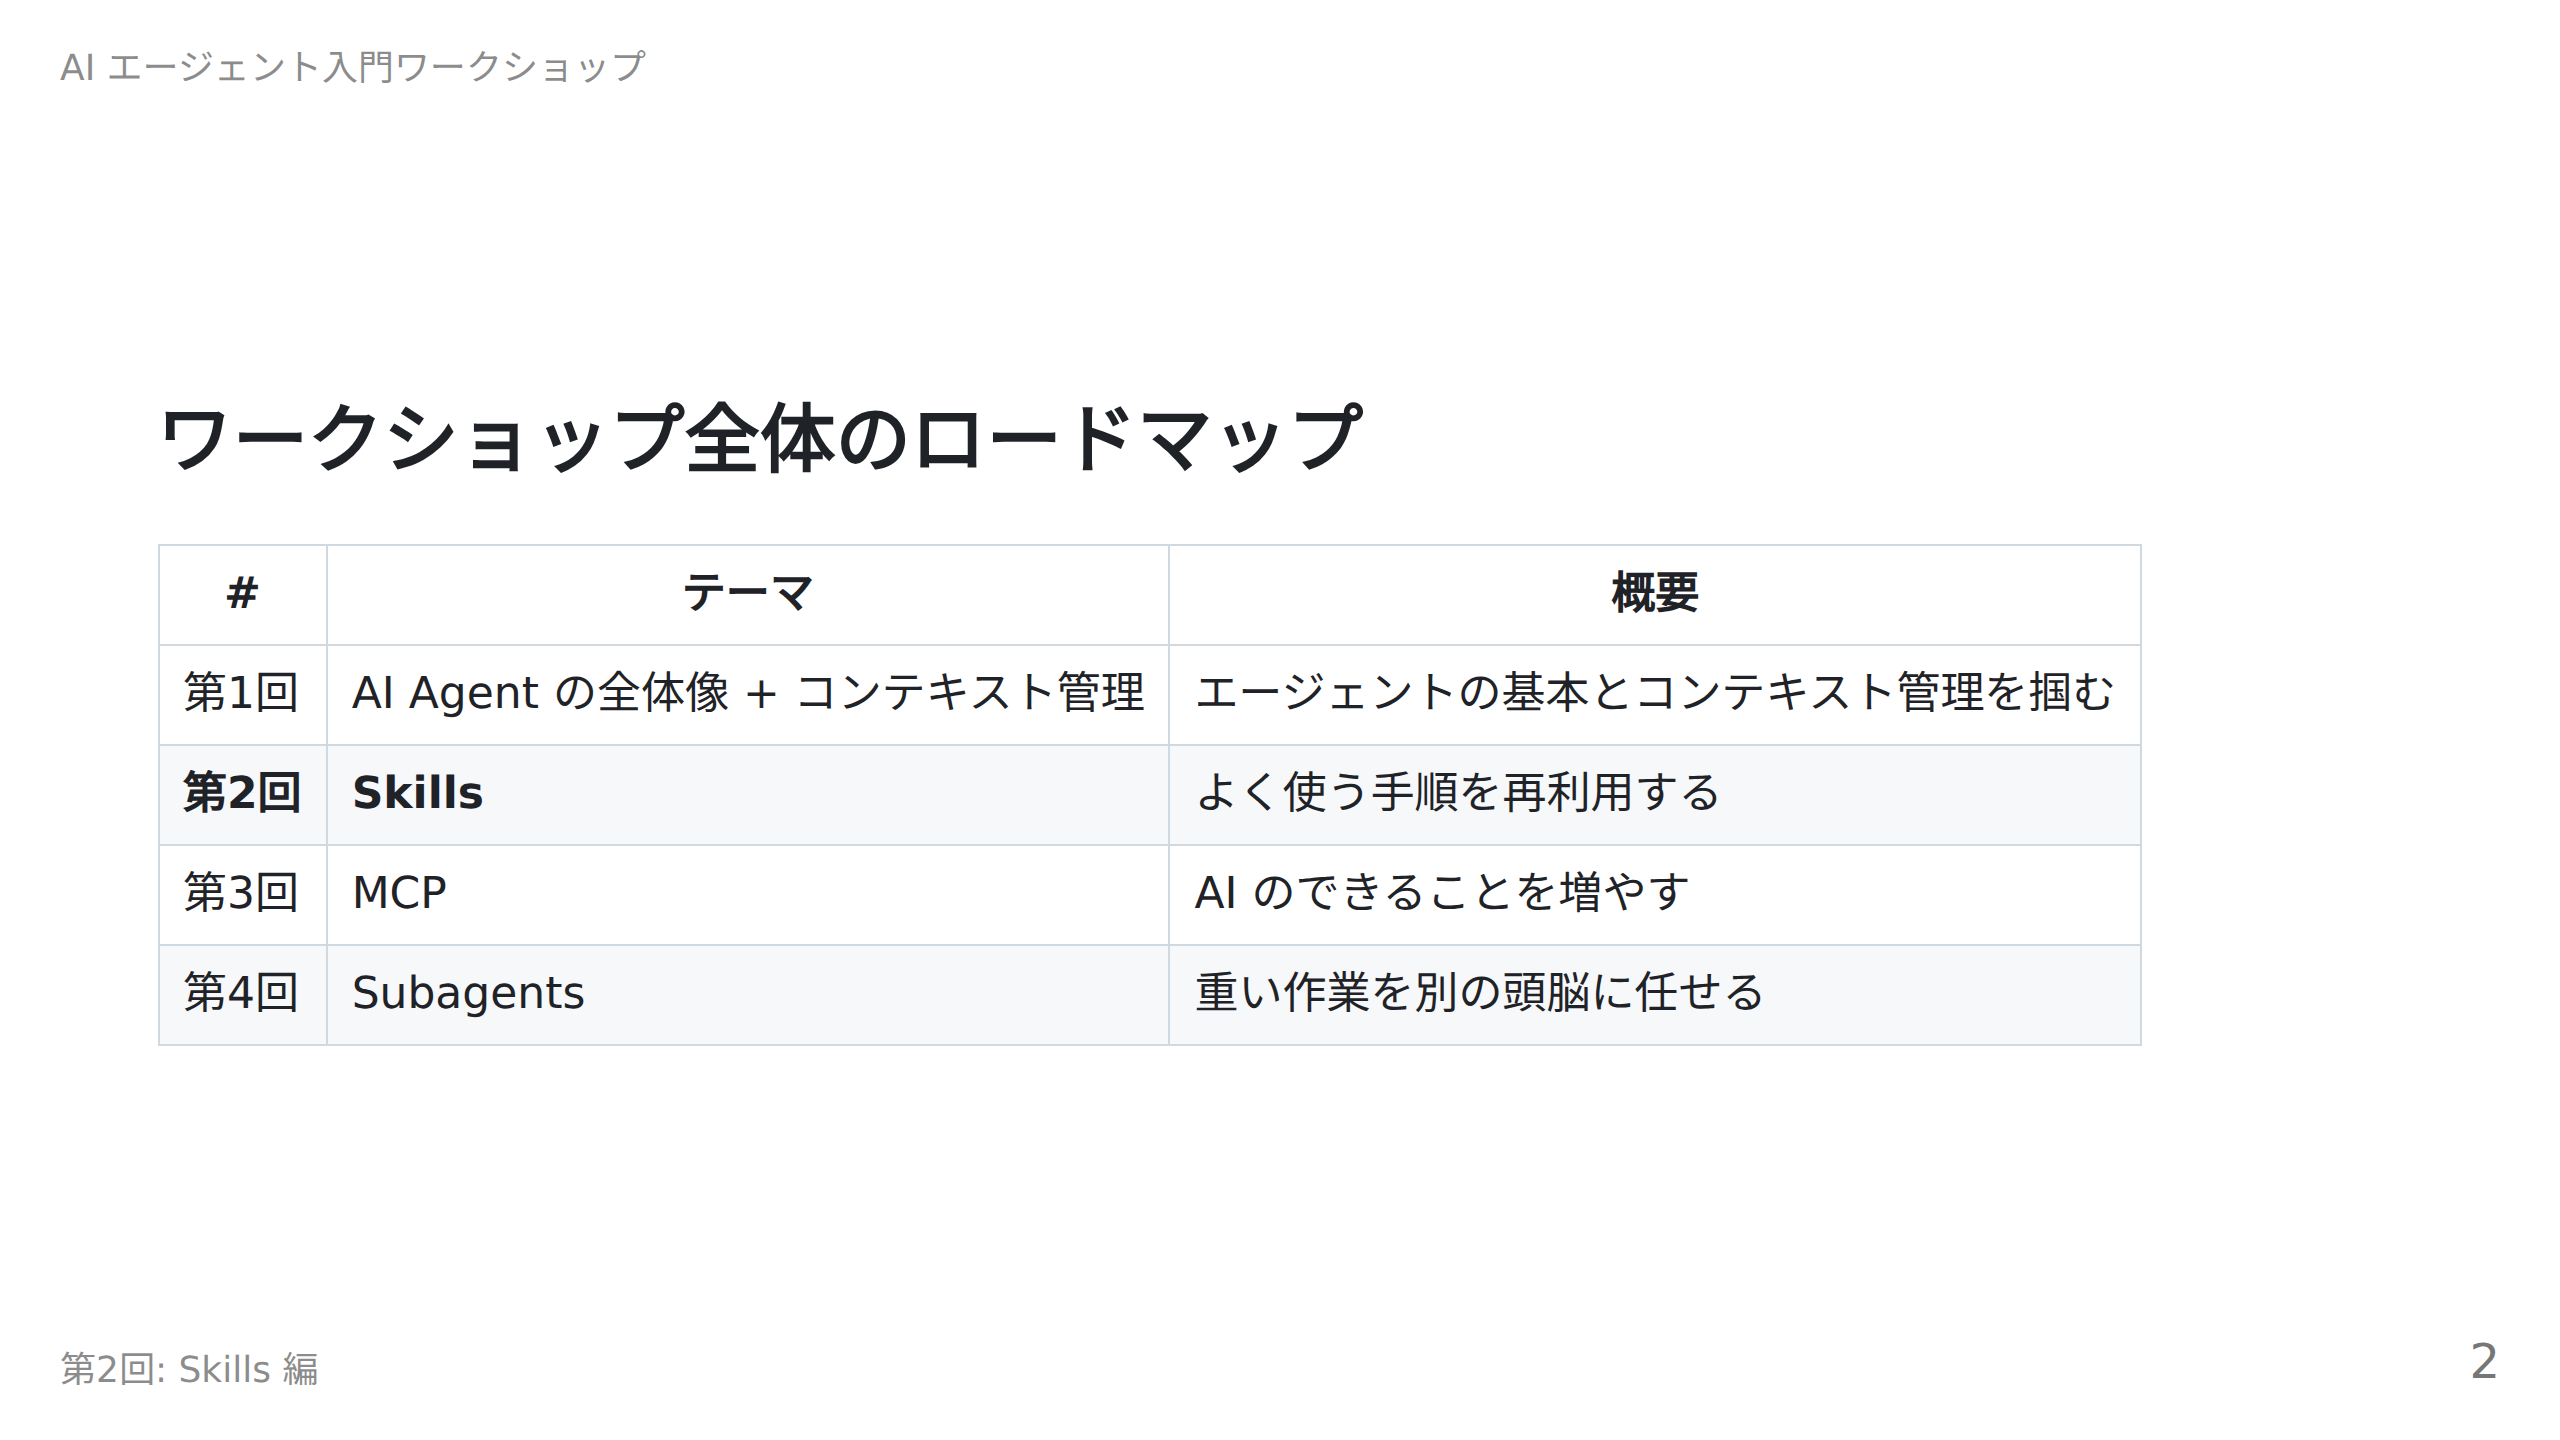 AI エージェント入門ワークショップ
ワークショップ全体のロードマップ
# テーマ 概要
第1回 AI Agent の全体像 + コンテキスト管理 エージェントの基本とコンテキスト管理を掴む
第2回 Skills よく使う手順を再利用する
第3回 MCP AI のできることを増やす
第4回 Subagents 重い作業を別の頭脳に任せる
第2回: Skills 編
2